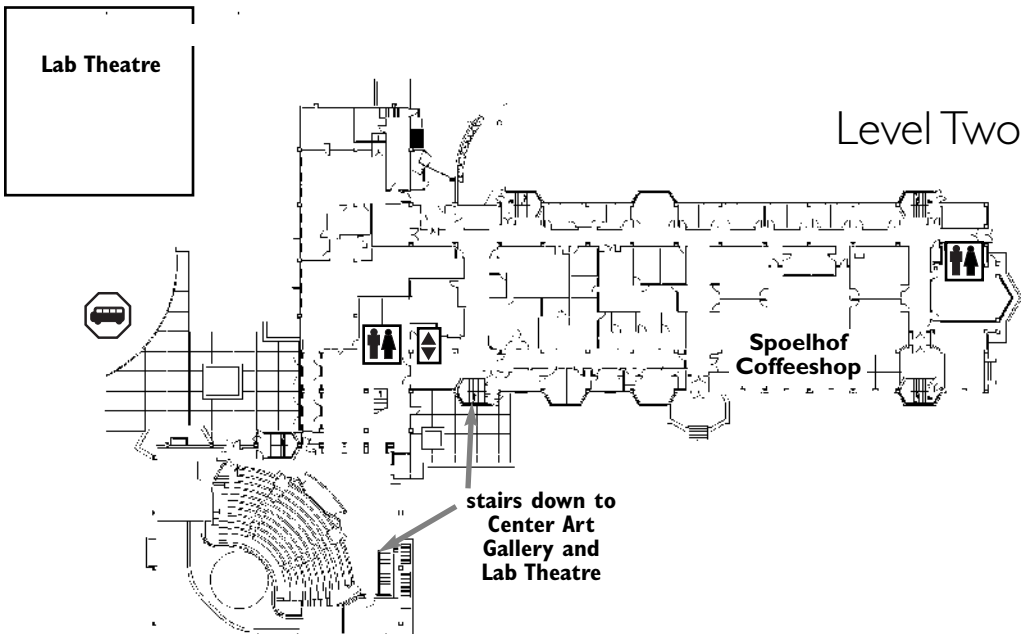 Lab Theatre
Level Two
Spoelhof
Coffeeshop
stairs down to
Center Art
Gallery and
Lab Theatre